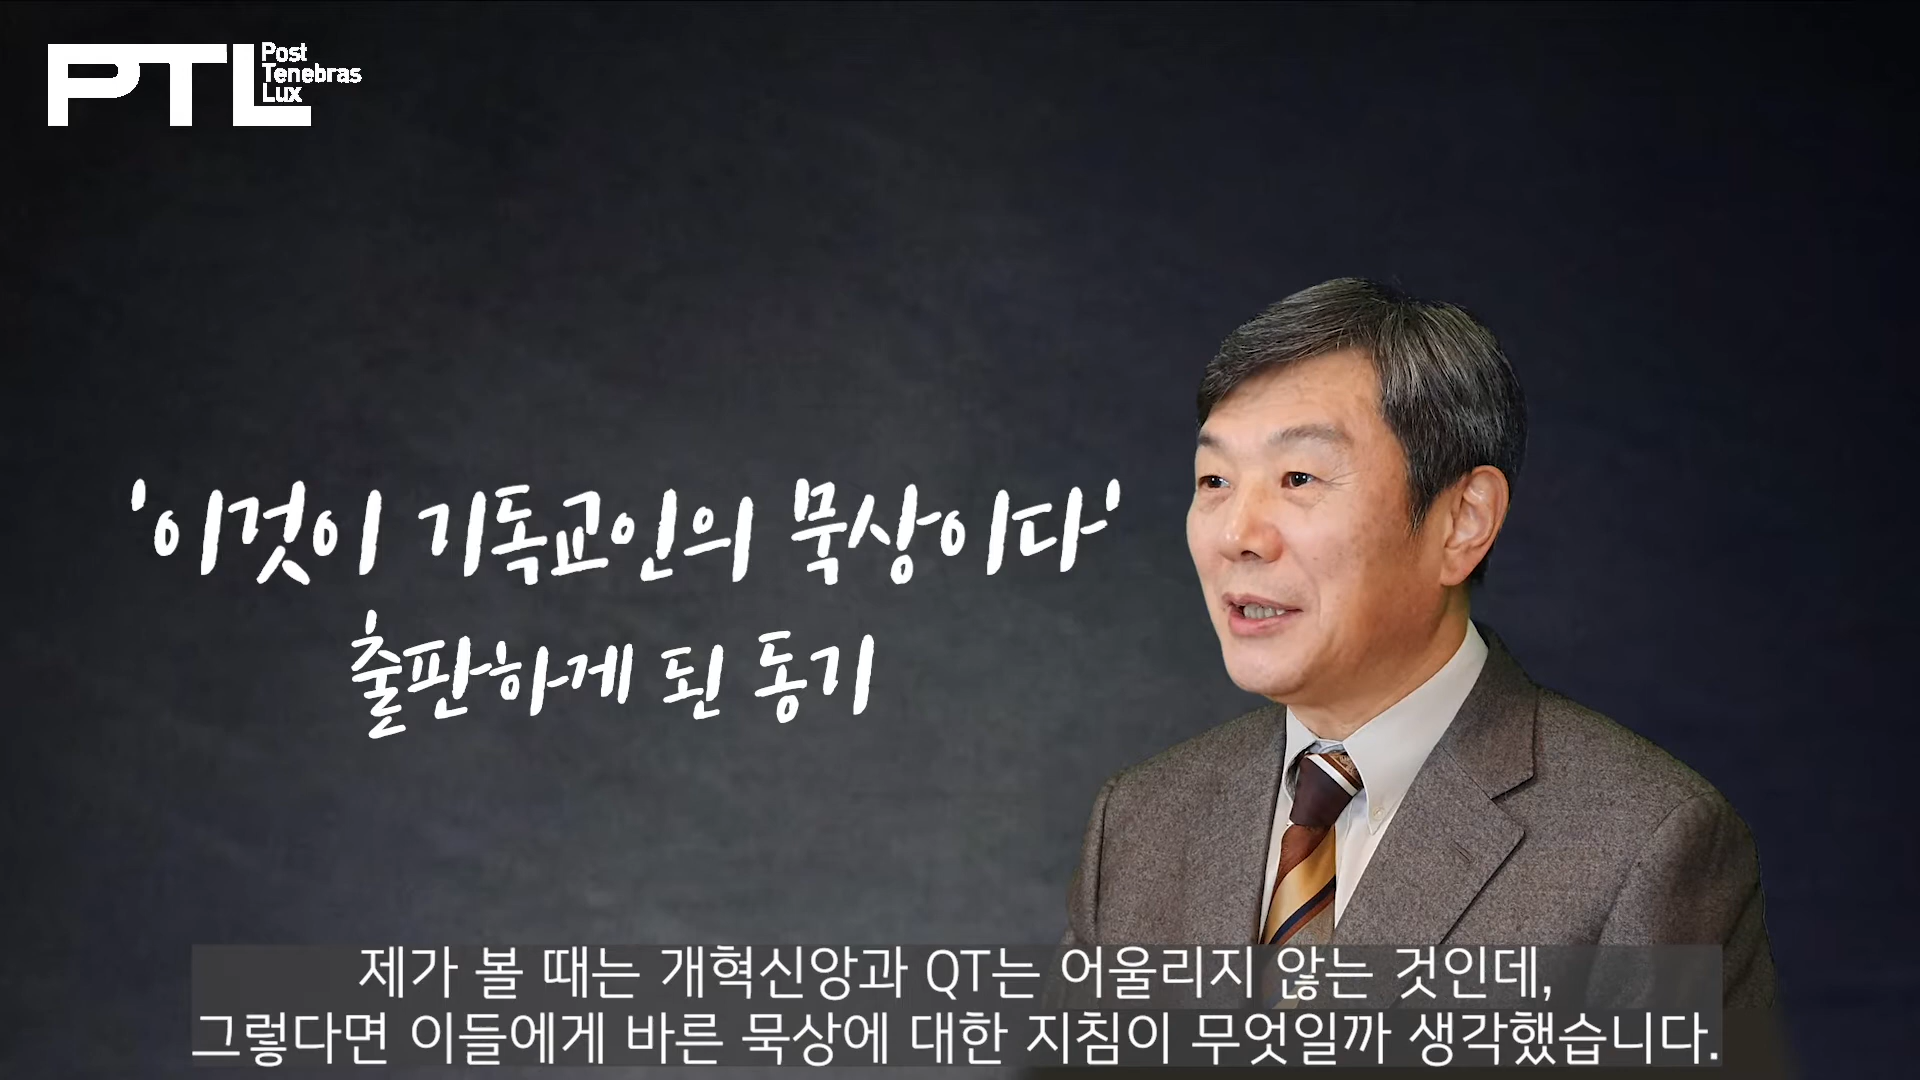 PTL
Post
Tenebras
Lux
'이것이 기독교인의 묵상이다'
출판하게 된 동기
제가 볼 때는 개혁신앙과 QT는 어울리지 않는 것인데,
그렇다면 이들에게 바른 묵상에 대한 지침이 무엇일까 생각했습니다.